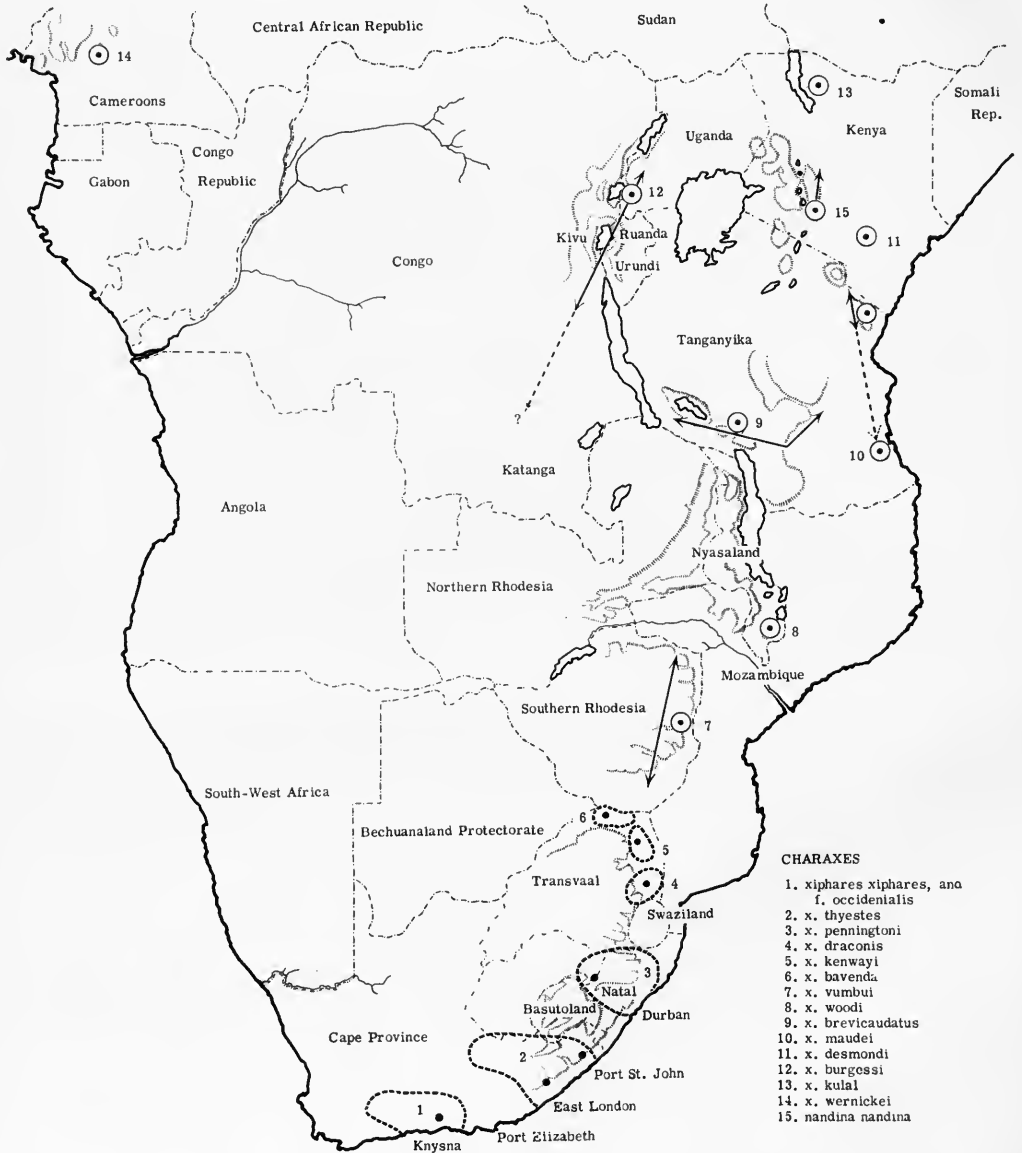 Sudan
Central African Republic
14
13
Somali
Rep.
Cameroons
Kenya
Uganda
Congo
Republic
Gabon
12
15
11
Kivu
Ruanda
Urundi
Congo
Tanganyika
?
9
10
Katanga
Angola
Nyasaland
Northern Rhodesia
8
Mozambique
Southern Rhodesia
7
South-West Africa
6
Bechuanaland Protectorate
5
Transvaal
4
Swaziland
3
Natal
Basutoland
Durban
Cape Province
2
Port St. John
1
East London
Port Elizabeth
Knysna
CHARAXES
1. xiphares xiphares, and
f. occidenialis
2. x. thyestes
3. x. penningtoni
4. x. draconis
5. x. kenwayi
6. x. bavenda
7. x. vumbui
8. x. woodi
9. x. brevicaudatus
10. x. maudei
11. x. desmondi
12. x. burgessi
13. x. kulal
14. x. wernickei
15. nandina nandina